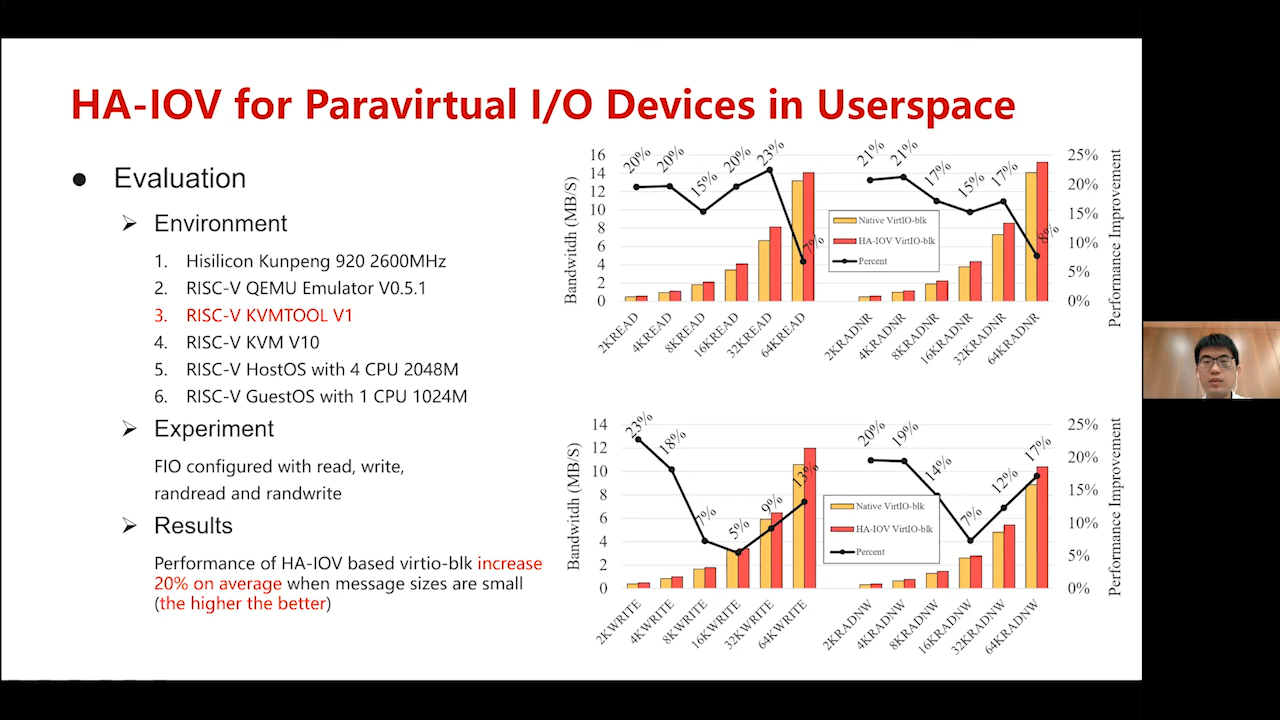 HA-IOV for Paravirtual I/O Devices in Userspace
● Evaluation
➢ Environment
1. Hisilicon Kunpeng 920 2600MHz
2. RISC-V QEMU Emulator V0.5.1
3. RISC-V KVMTOOL V1
4. RISC-V KVM V10
5. RISC-V HostOS with 4 CPU 2048M
6. RISC-V GuestOS with 1 CPU 1024M
➢ Experiment
FIO configured with read, write,
randread and randwrite
➢ Results
Performance of HA-IOV based virtio-blk increase
20% on average when message sizes are small
(the higher the better)
Bandwitdh (MB/S)
16
14
12
10
8
6
4
2
0
20% 20% 15% 20% 23% 7% 21% 21% 17% 15% 17% 8%
Native VirtIO-blk
HA-IOV VirtIO-blk
Percent
25%
20%
15%
10%
5%
0%
Performance Improvement
2KREAD 4KREAD 8KREAD 16KREAD 32KREAD 64KREAD 2KRADNR 4KRADNR 8KRADNR 16KRADNR 32KRADNR 64KRADNR
Bandwitdh (MB/S)
14
12
10
8
6
4
2
0
23% 18% 7% 5% 9% 13% 20% 19% 14% 7% 12% 17%
Native VirtIO-blk
HA-IOV VirtIO-blk
Percent
25%
20%
15%
10%
5%
0%
Performance Improvement
2KWRITE 4KWRITE 8KWRITE 16KWRITE 32KWRITE 64KWRITE 2KRADNW 4KRADNW 8KRADNW 16KRADNW 32KRADNW 64KRADNW